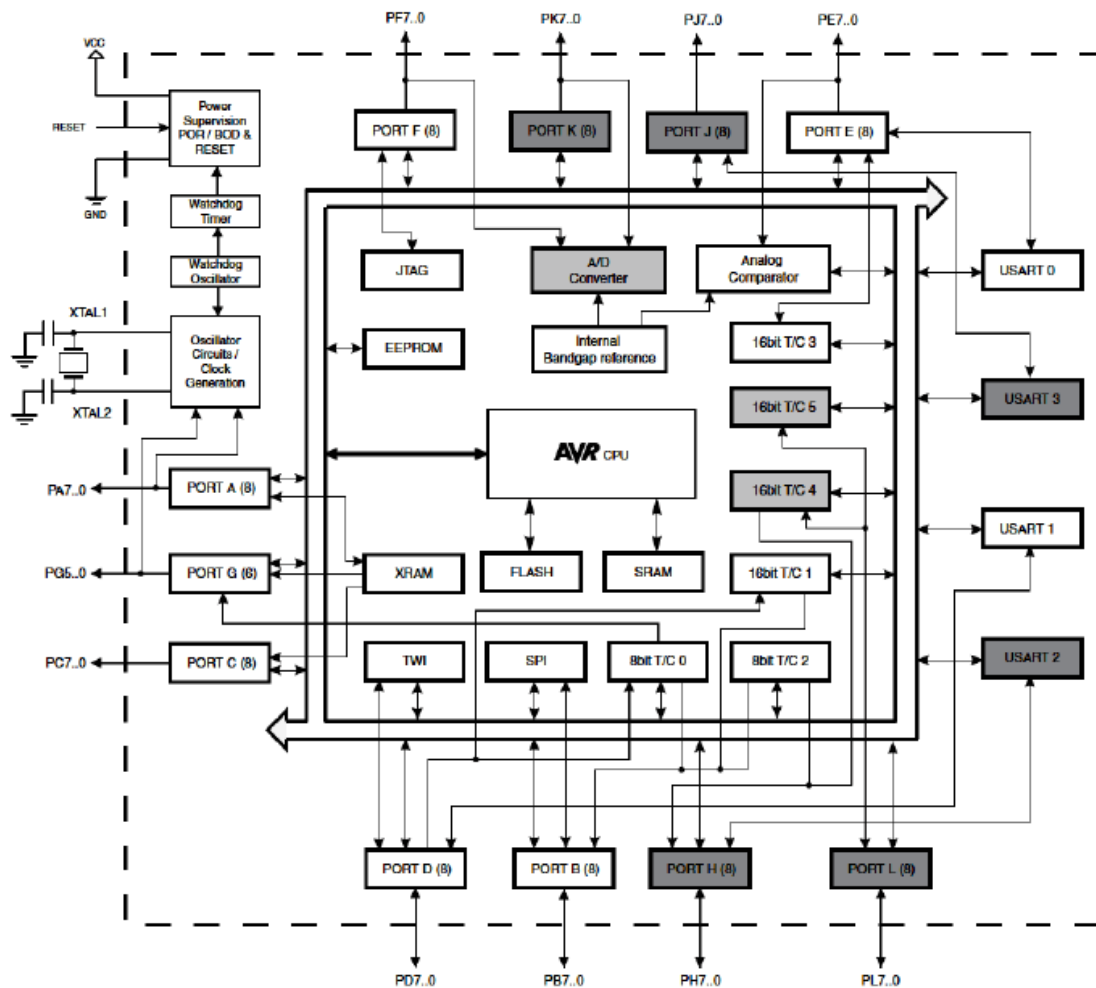 PF7..0
PK7..0
PJ7..0
PE7..0
VCC
RESET
GND
Power
Supervision
POR / BOD &
RESET
PORT F (8)
PORT K (8)
PORT J (8)
PORT E (8)
Watchdog
Timer
Watchdog
Oscillator
JTAG
A/D
Converter
Analog
Comparator
USART 0
XTAL1
XTAL2
Oscillator
Circuits /
Clock
Generation
EEPROM
Internal
Bandgap reference
16bit T/C 3
16bit T/C 5
USART 3
AVR CPU
PA7..0
PORT A (8)
16bit T/C 4
USART 1
PG5..0
PORT G (6)
XRAM
FLASH
SRAM
16bit T/C 1
PC7..0
PORT C (8)
TWI
SPI
8bit T/C 0
8bit T/C 2
USART 2
PORT D (8)
PORT B (8)
PORT H (8)
PORT L (8)
PD7..0
PB7..0
PH7..0
PL7..0